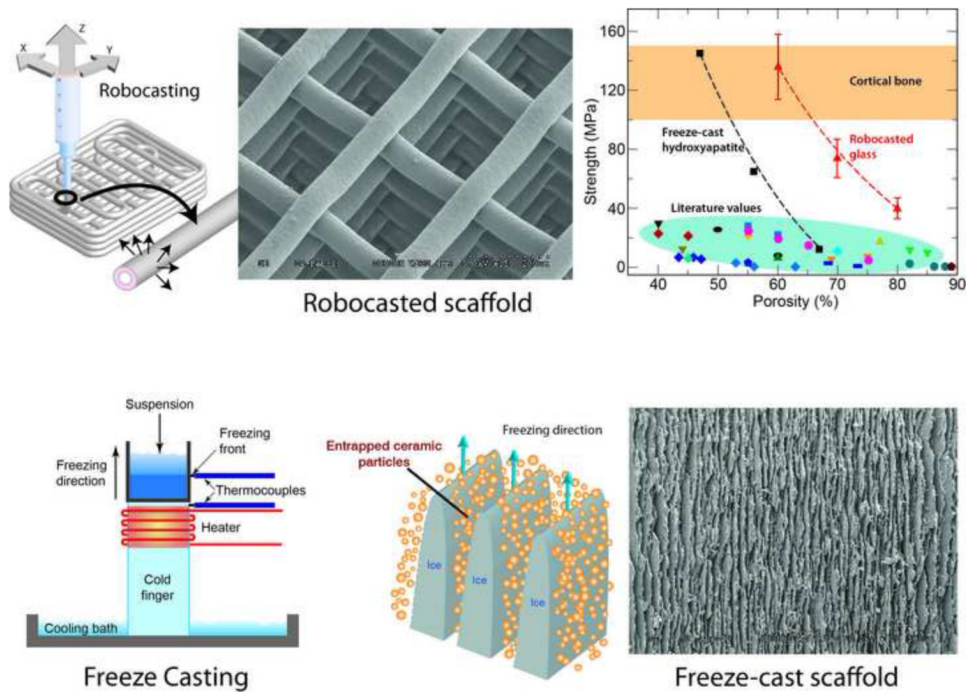 Z
X
Y
Robocasting
Robocasted scaffold
160
120
80
40
0
Strength (MPa)
Cortical bone
Freeze-cast
hydroxyapatite
Robocasted
glass
Literature values
40
50
60
70
80
90
Porosity (%)
Suspension
Freezing
front
Freezing
direction
Thermocouples
Heater
Cold
finger
Cooling bath
Freeze Casting
Freezing direction
Entrapped ceramic
particles
Ice
Ice
Ice
Freeze-cast scaffold